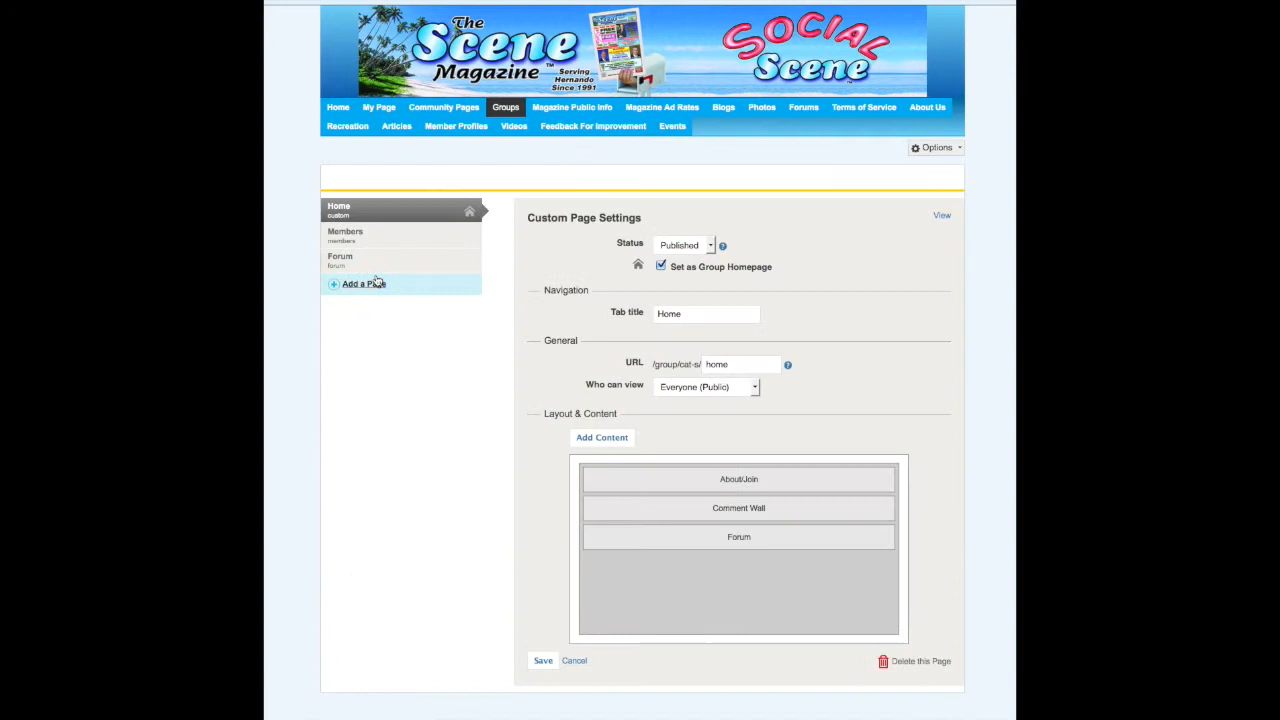 The
Scene
Magazine™
Serving
Hernando
Since 1991
SOCIAL
Scene™
Home My Page Community Pages Groups Magazine Public Info Magazine Ad Rates Blogs Photos Forums Terms of Service About Us
Recreation Articles Member Profiles Videos Feedback For Improvement Events
Options
Home
custom
Members
members
Forum
forum
Add a Page
Custom Page Settings
View
Status Published ?
Set as Group Homepage
Navigation
Tab title Home
General
URL /group/cat-s/ home ?
Who can view Everyone (Public)
Layout & Content
Add Content
About/Join
Comment Wall
Forum
Save Cancel
Delete this Page